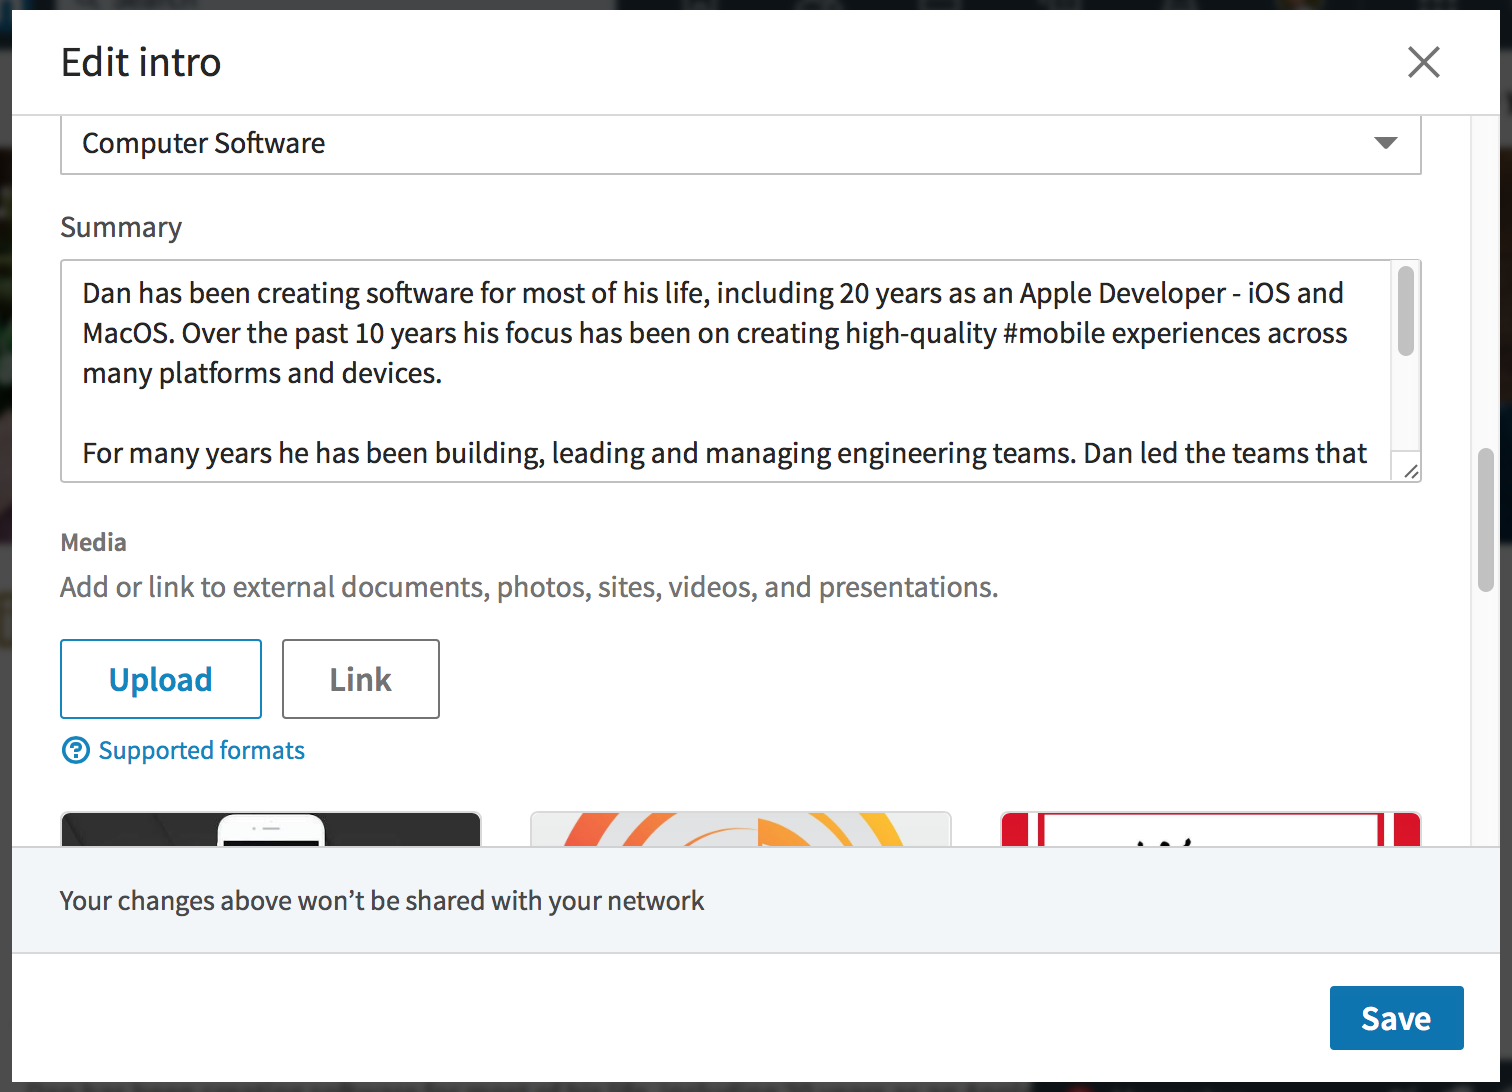 Edit intro
Computer Software
Summary
Dan has been creating software for most of his life, including 20 years as an Apple Developer - iOS and
MacOS. Over the past 10 years his focus has been on creating high-quality #mobile experiences across
many platforms and devices.
For many years he has been building, leading and managing engineering teams. Dan led the teams that
Media
Add or link to external documents, photos, sites, videos, and presentations.
Upload Link
Supported formats
Your changes above won’t be shared with your network
Save